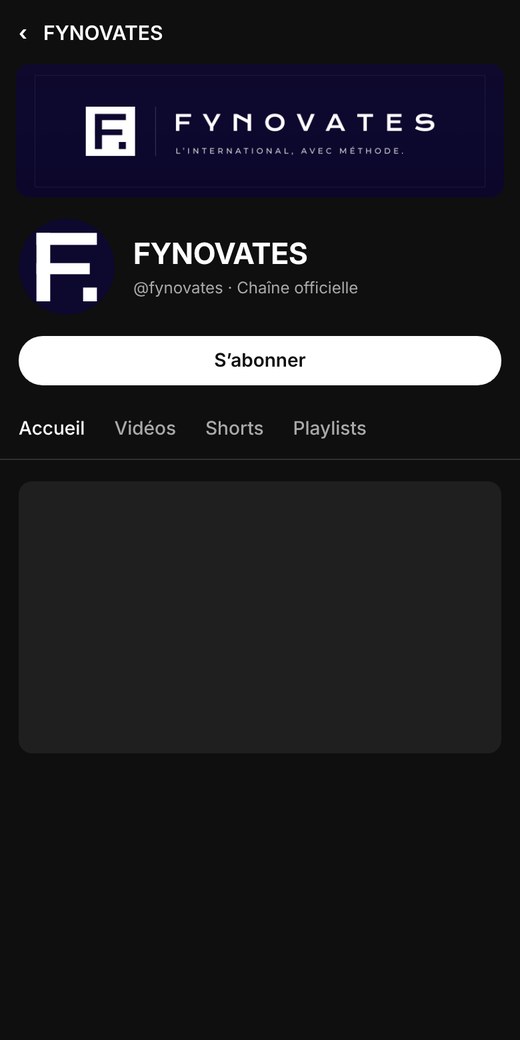 ‹ FYNOVATES
F.
FYNOVATES
L'INTERNATIONAL, AVEC MÉTHODE.
F.
FYNOVATES
@fynovates · Chaîne officielle
S’abonner
Accueil Vidéos Shorts Playlists